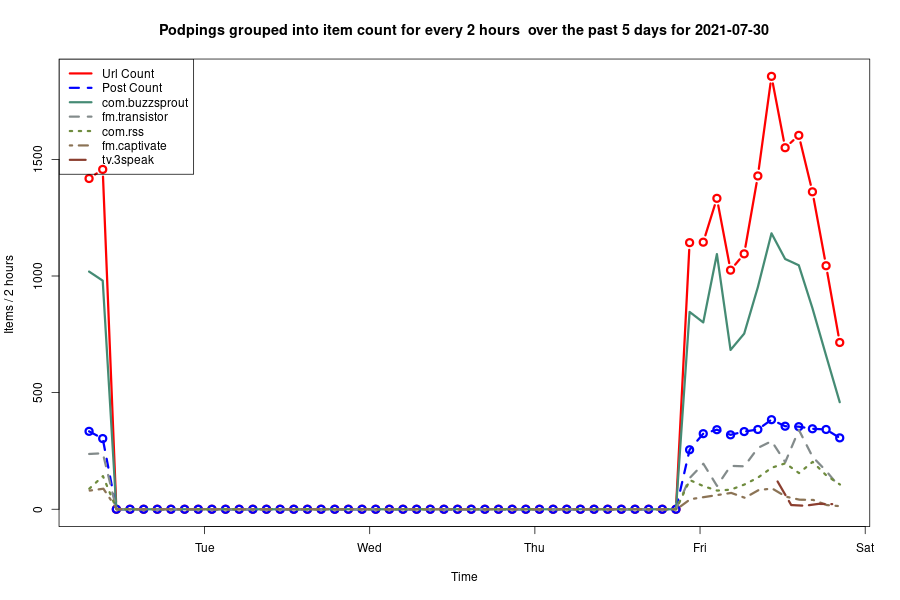 Podpings grouped into item count for every 2 hours  over the past 5 days for 2021-07-30
Url Count
Post Count
com.buzzsprout
fm.transistor
com.rss
fm.captivate
tv.3speak
Items / 2 hours
1500
1000
500
0
Tue
Wed
Thu
Fri
Sat
Time